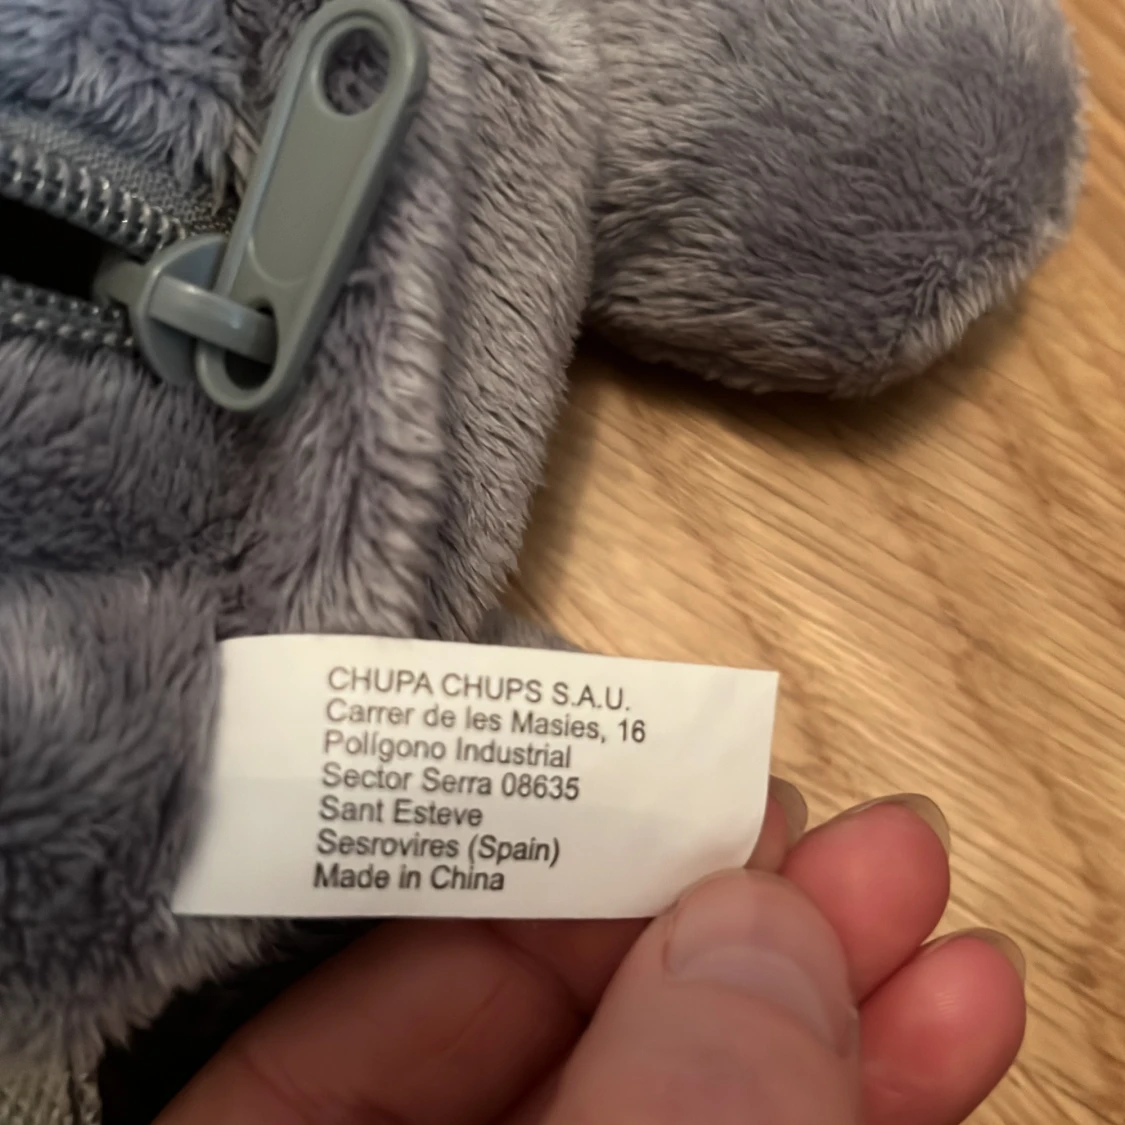 CHUPA CHUPS S.A.U.
Carrer de les Masies, 16
Polígono Industrial
Sector Serra 08635
Sant Esteve
Sesrovires (Spain)
Made in China